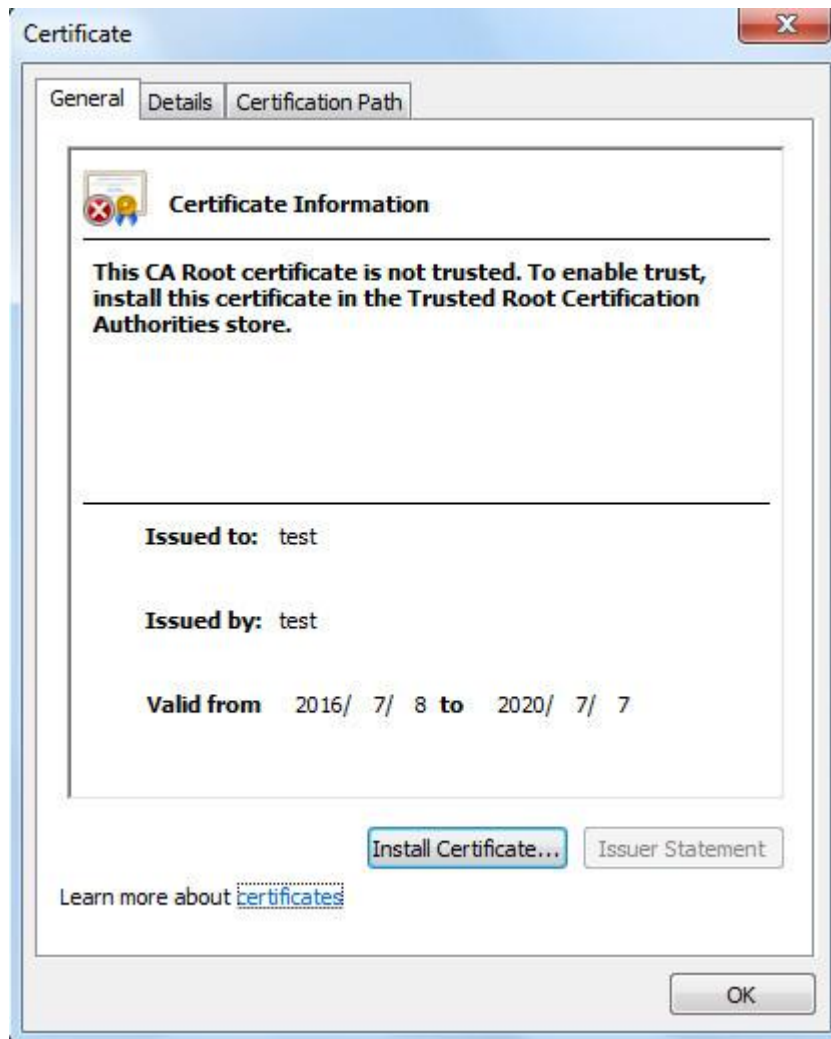 Certificate
General Details Certification Path
Certificate Information
This CA Root certificate is not trusted. To enable trust,
install this certificate in the Trusted Root Certification
Authorities store.
Issued to: test
Issued by: test
Valid from 2016/ 7/ 8 to 2020/ 7/ 7
Install Certificate... Issuer Statement
Learn more about certificates
OK